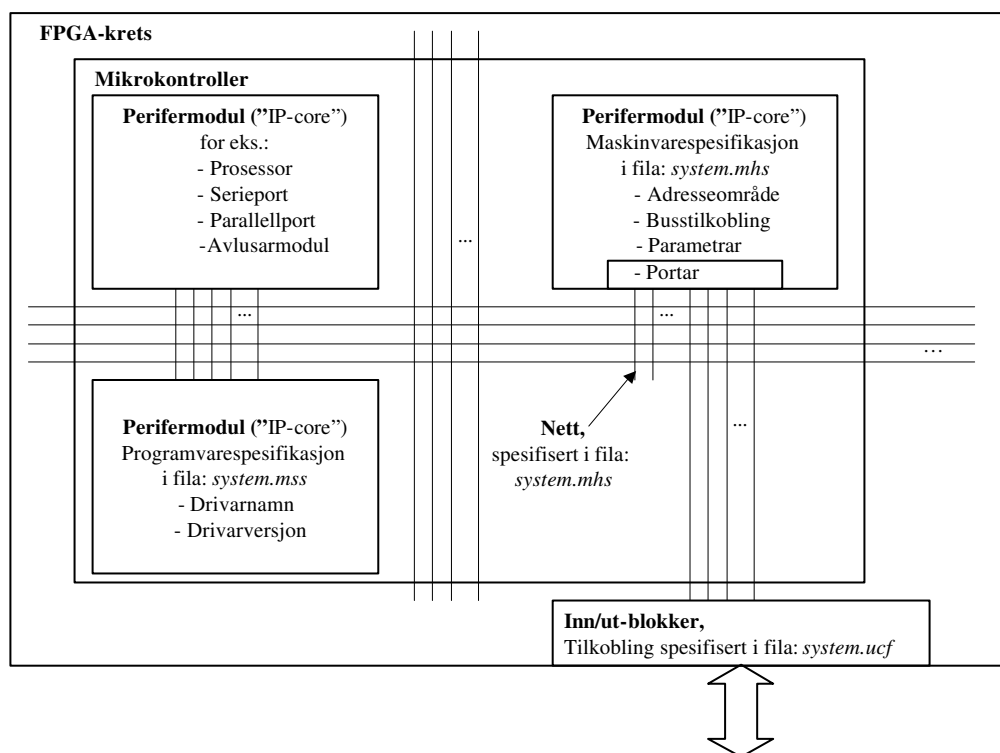 FPGA-krets
Mikrokontroller
Perifermodul (”IP-core”)
for eks.:
- Prosessor
- Serieport
- Parallellport
-Avlusarmodul
...
Perifermodul (”IP-core”)
Maskinvarespesifikasjon
i fila: system.mhs
- Adresseområde
- Busstilkobling
- Parametrar
- Portar
...
...
...
Perifermodul (”IP-core”)
Programvarespesifikasjon
i fila: system.mss
- Drivarnamn
- Drivarversjon
Nett,
spesifisert i fila:
system.mhs
...
Inn/ut-blokker,
Tilkobling spesifisert i fila: system.ucf